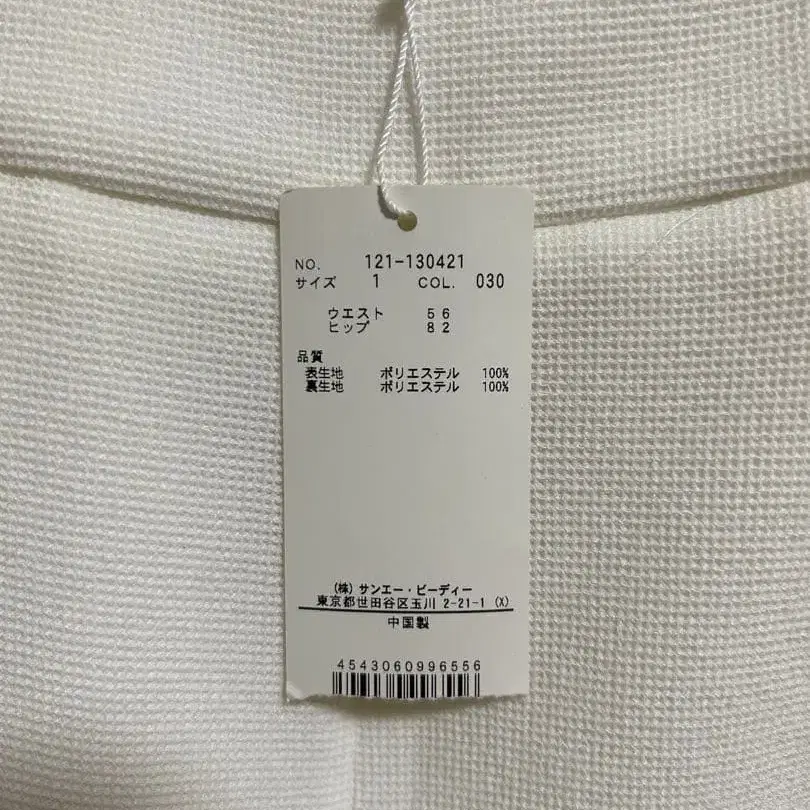 NO. 121-130421
サイズ 1 COL. 030
ウエスト 56
ヒップ 82
品質
表生地 ポリエステル 100%
裏生地 ポリエステル 100%
(株) サンエー・ビーディー
東京都世田谷区玉川 2-21-1 (X)
中国製
4543060996556